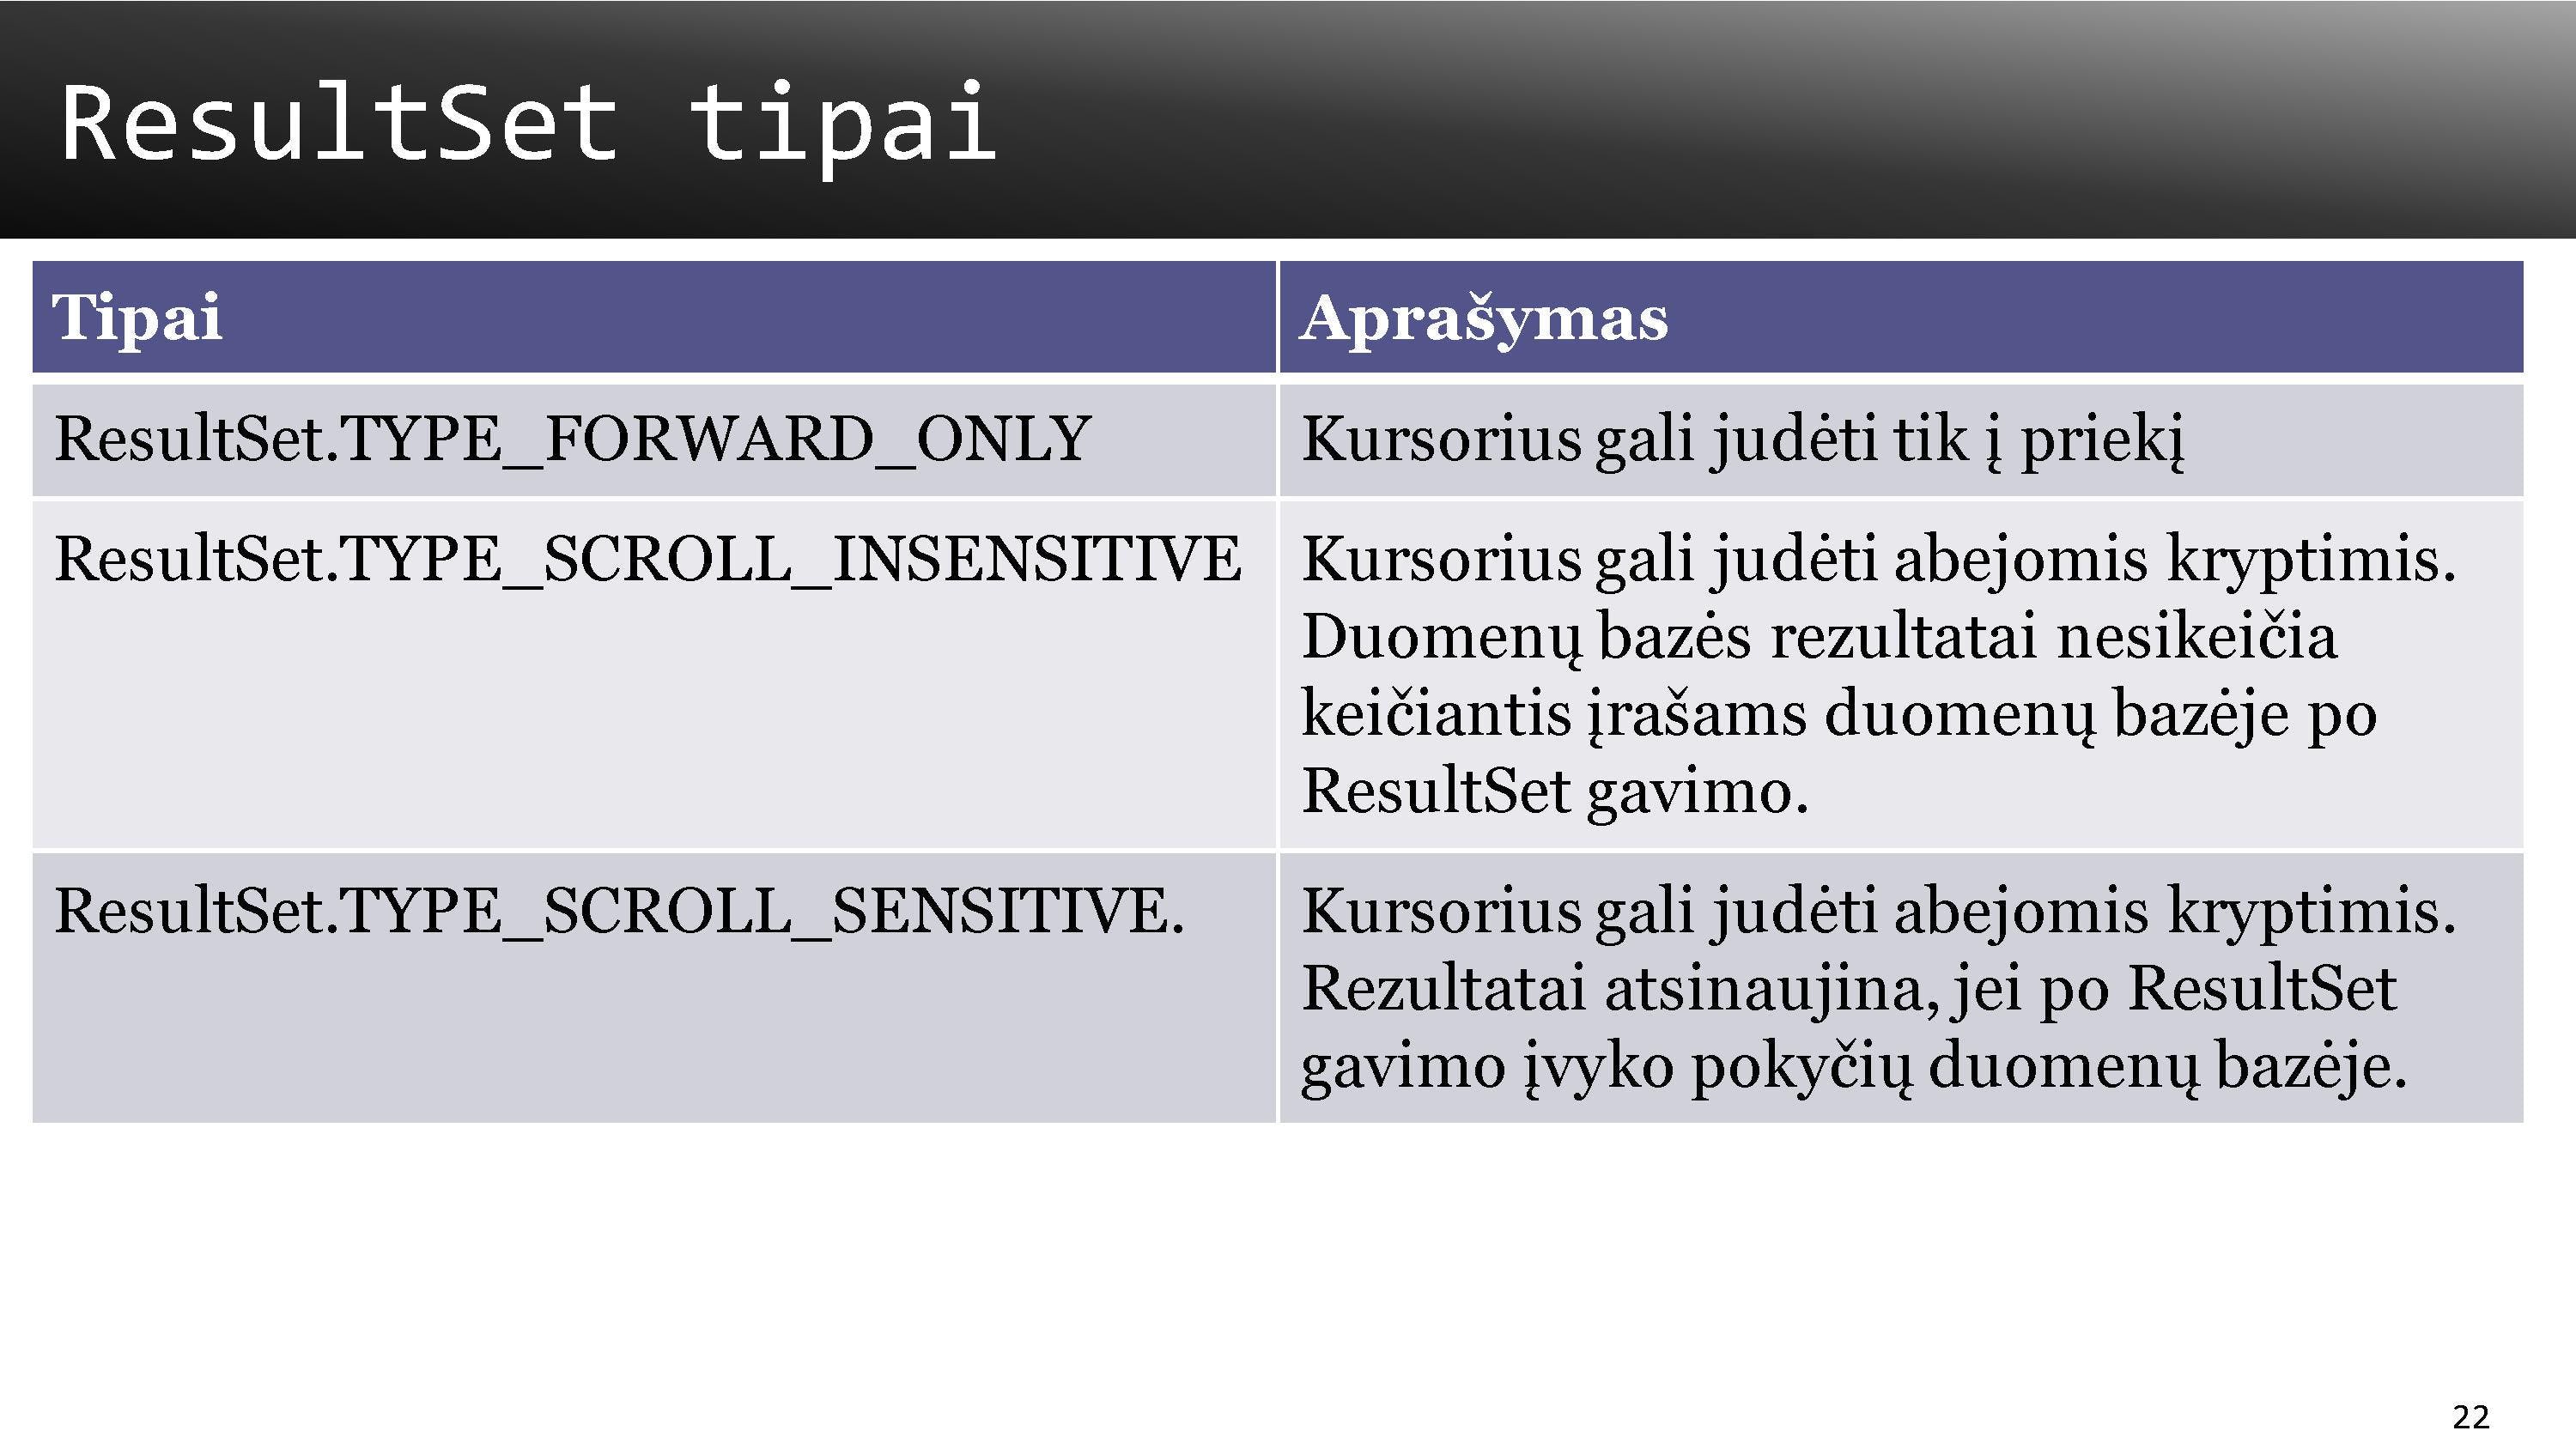 ResultSet tipai
Tipai
Aprašymas
ResultSet.TYPE_FORWARD_ONLY
Kursorius gali judėti tik į priekį
ResultSet.TYPE_SCROLL_INSENSITIVE
Kursorius gali judėti abejomis kryptimis.
Duomenų bazės rezultatai nesikeičia
keičiantis įrašams duomenų bazėje po
ResultSet gavimo.
ResultSet.TYPE_SCROLL_SENSITIVE.
Kursorius gali judėti abejomis kryptimis.
Rezultatai atsinaujina, jei po ResultSet
gavimo įvyko pokyčių duomenų bazėje.
22